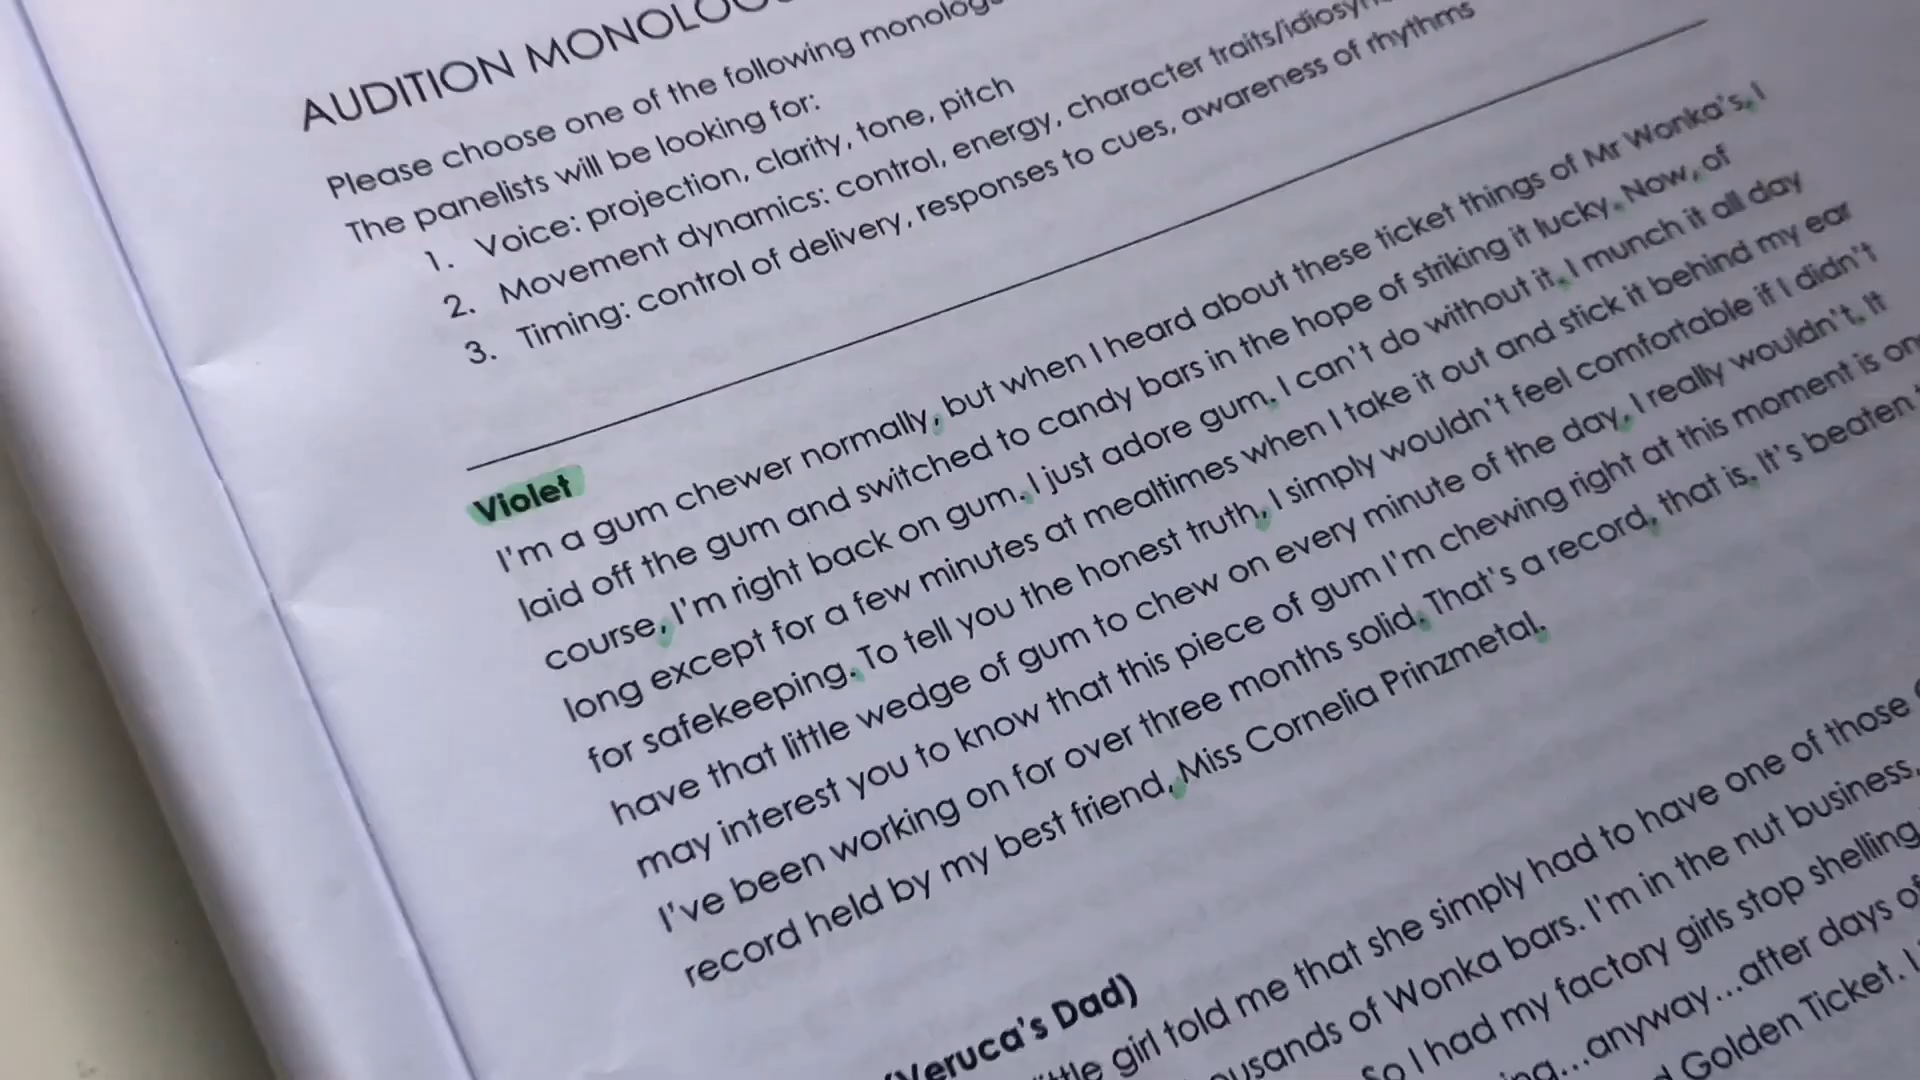 AUDITION
Please choose one of the following
The panelists will be looking for:
1. Voice: projection, clarity, tone, pitch
2. Movement dynamics: control, energy, character traits/
3. Timing: control of delivery, responses to cues, awareness of rhythms
Violet
I'm a gum chewer normally, but when I heard about these ticket things of Mr Wonka's, I
laid off the gum and switched to candy bars in the hope of striking it lucky. Now, of
course, I'm right back on gum. I just adore gum. I can't do without it. I munch it all day
long except for a few minutes at mealtimes when I take it out and stick it behind my ear
for safekeeping. To tell you the honest truth, I simply wouldn't feel comfortable if I didn't
have that little wedge of gum to chew on every minute of the day, I really wouldn't. It
may interest you to know that this piece of gum I'm chewing right at this moment is
I've been working on for over three months solid. That's a record, that is. It's beaten
record held by my best friend, Miss Cornelia Prinzmetal.
(Veruca's Dad)
girl told me that she simply had to have one of those
of Wonka bars. I'm in the nut business,
So I had my factory girls stop shelling
...anyway...after days of
Golden Ticket. I